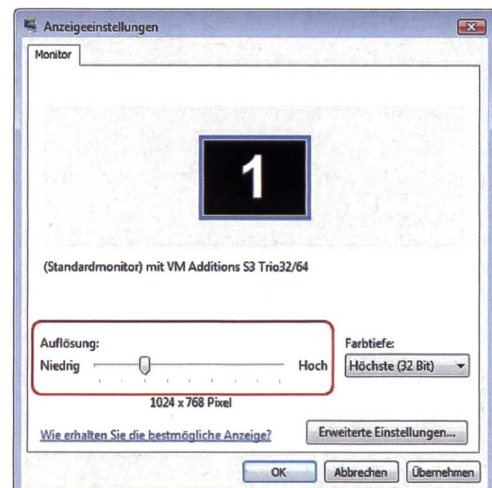 Anzeigeeinstellungen
Monitor
1
(Standardmonitor) mit VM Additions S3 Trio32/64
Auflösung:
Niedrig
Hoch
1024 x 768 Pixel
Farbtiefe:
Höchste (32 Bit)
Wie erhalten Sie die bestmögliche Anzeige?
Erweiterte Einstellungen...
OK
Abbrechen
Übernehmen